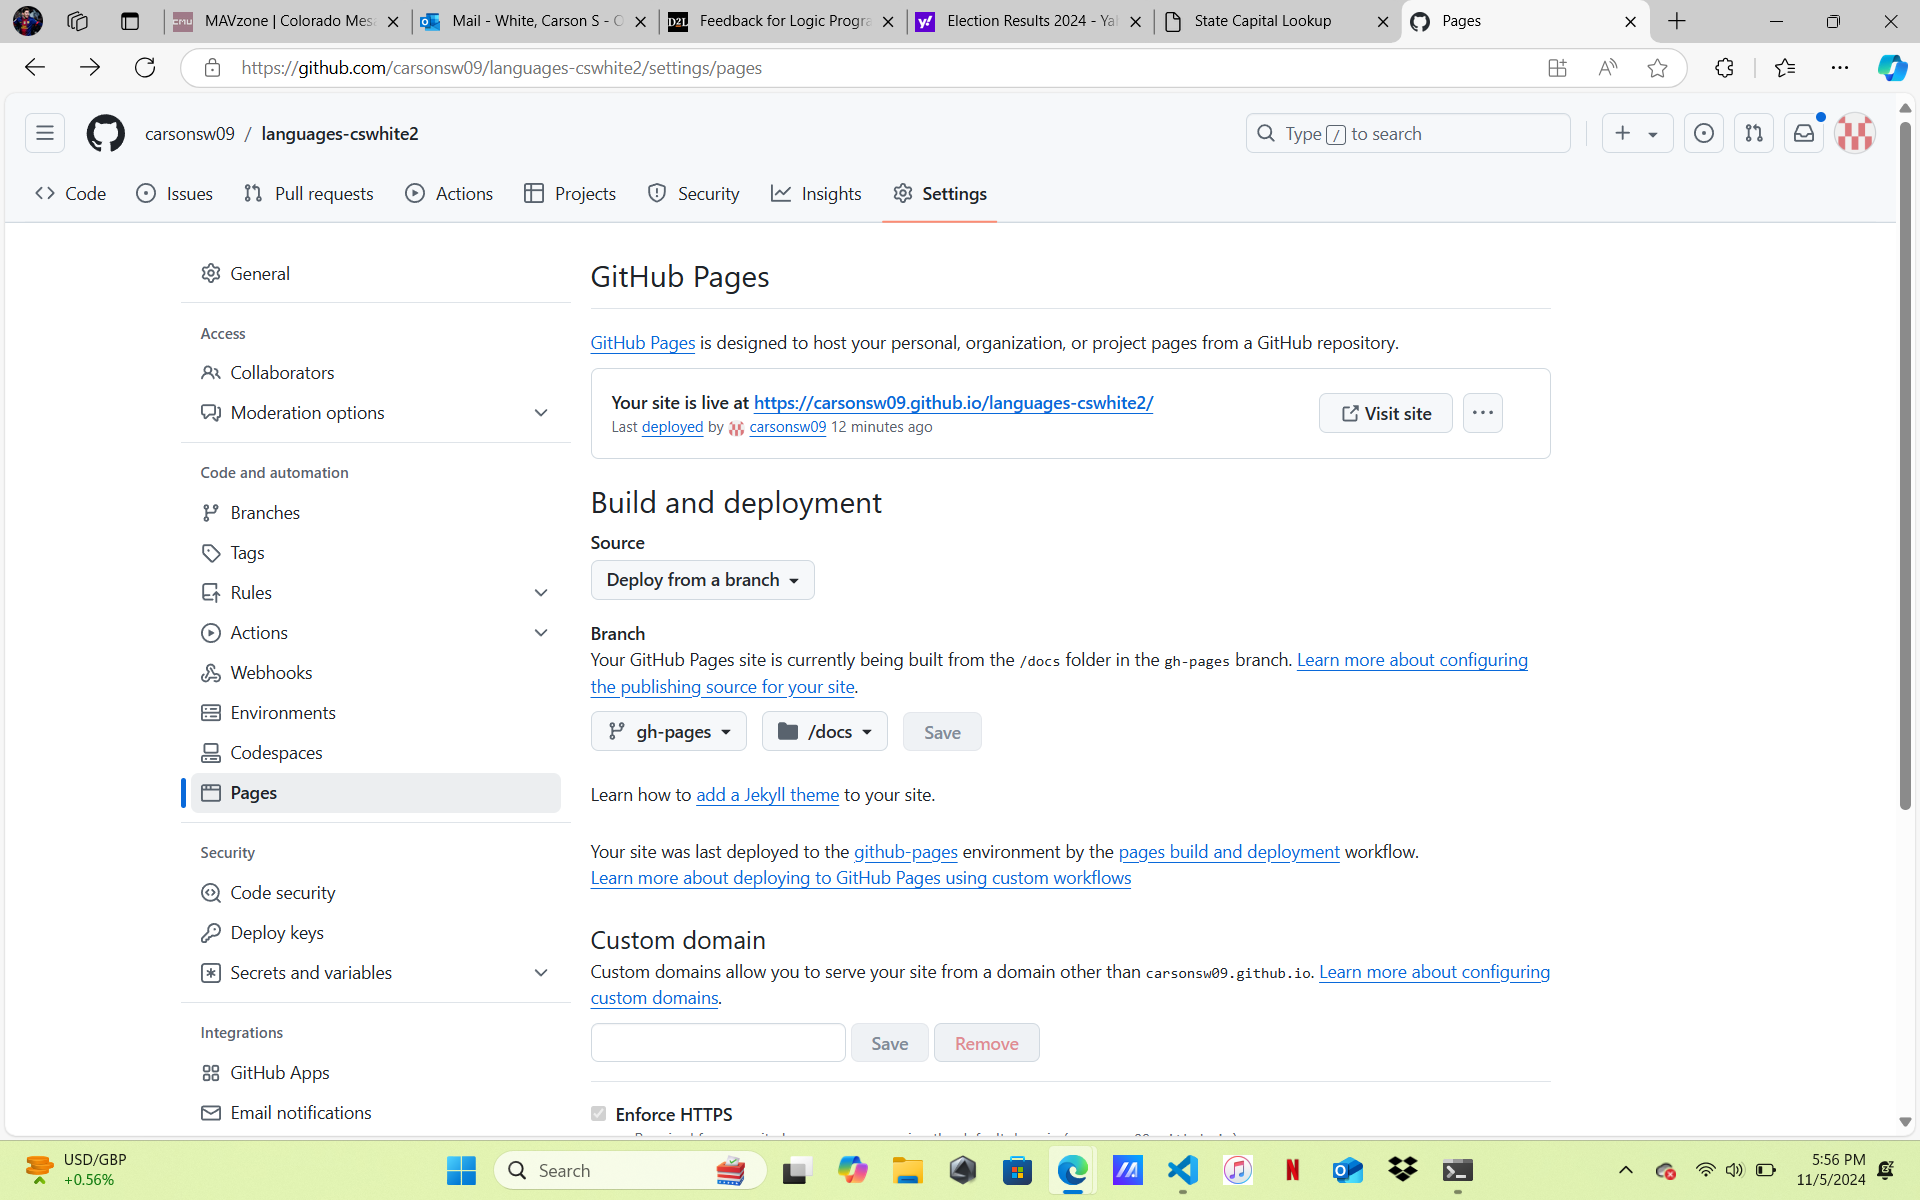 MAVzone | Colorado Mes
Mail - White, Carson S - O
D2L Feedback for Logic Progra
y! Election Results 2024 - Ya
State Capital Lookup
Pages
https://github.com/carsonsw09/languages-cswhite2/settings/pages
carsonsw09 / languages-cswhite2
Type / to search
Code
Issues
Pull requests
Actions
Projects
Security
Insights
Settings
General
Access
Collaborators
Moderation options
Code and automation
Branches
Tags
Rules
Actions
Webhooks
Environments
Codespaces
Pages
Security
Code security
Deploy keys
Secrets and variables
Integrations
GitHub Apps
Email notifications
GitHub Pages
GitHub Pages is designed to host your personal, organization, or project pages from a GitHub repository.
Your site is live at https://carsonsw09.github.io/languages-cswhite2/
Last deployed by carsonsw09 12 minutes ago
Visit site
Build and deployment
Source
Deploy from a branch
Branch
Your GitHub Pages site is currently being built from the /docs folder in the gh-pages branch. Learn more about configuring
the publishing source for your site.
gh-pages
/docs
Save
Learn how to add a Jekyll theme to your site.
Your site was last deployed to the github-pages environment by the pages build and deployment workflow.
Learn more about deploying to GitHub Pages using custom workflows
Custom domain
Custom domains allow you to serve your site from a domain other than carsonsw09.github.io. Learn more about configuring
custom domains.
Save
Remove
Enforce HTTPS
USD/GBP
+0.56%
Search
5:56 PM
11/5/2024